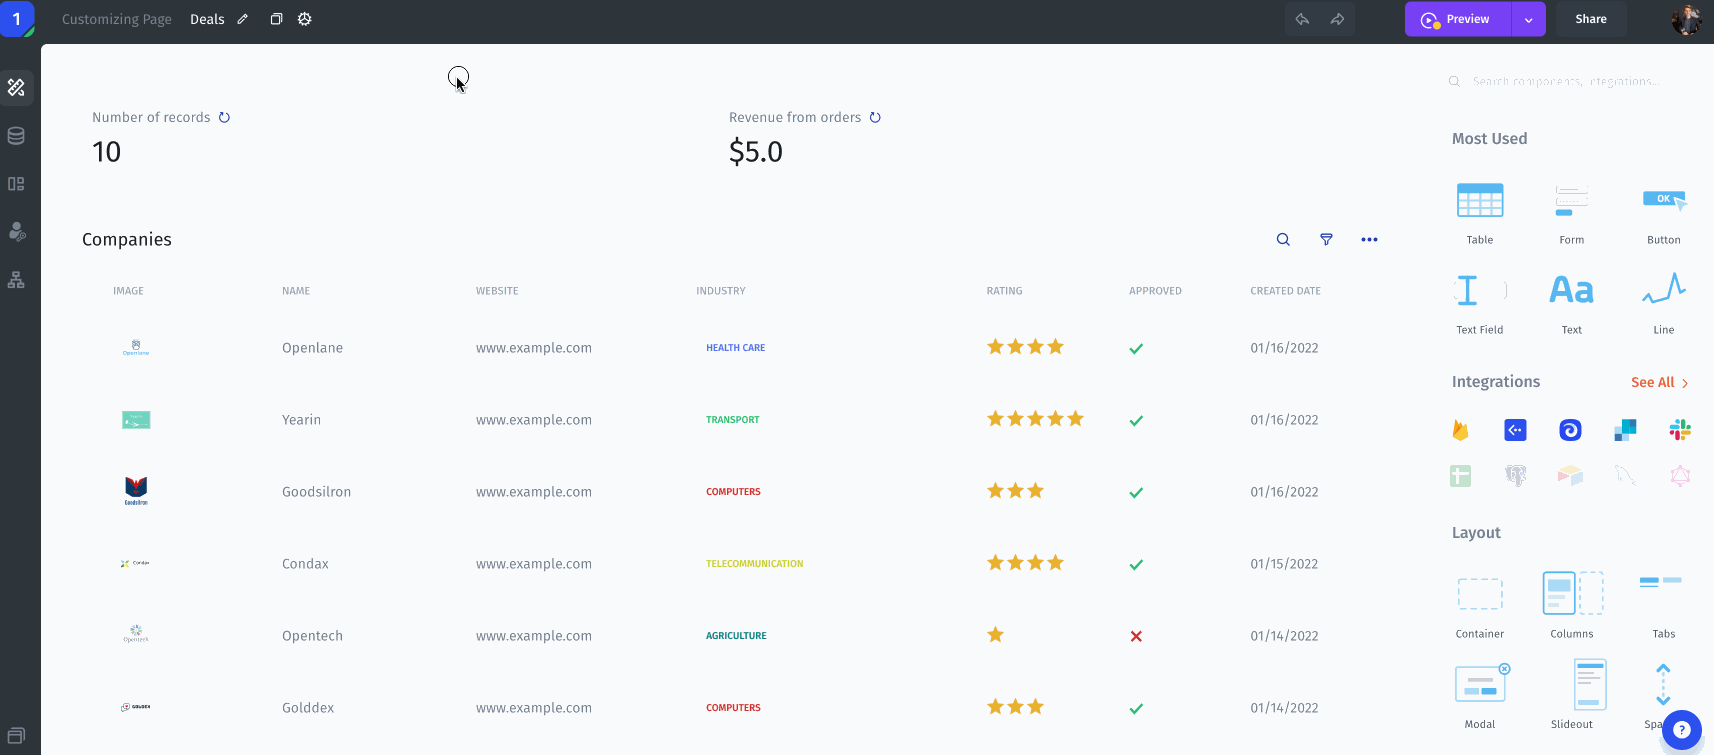 1 Customizing Page Deals Preview Share
Search components, integrations...
Number of records Revenue from orders
10 $5.0
Most Used
Table Form OK Button
Companies
IMAGE NAME WEBSITE INDUSTRY RATING APPROVED CREATED DATE
Aa
Text Field Text Line
Openlane Openlane www.example.com HEALTH CARE 01/16/2022
Integrations See All
Yearin www.example.com TRANSPORT 01/16/2022
Goodsilron Goodsilron www.example.com COMPUTERS 01/16/2022
Layout
Condax Condax www.example.com TELECOMMUNICATION 01/15/2022
Container Columns Tabs
Opentech Opentech www.example.com AGRICULTURE 01/14/2022
GOLDDEX Golddex www.example.com COMPUTERS 01/14/2022
Modal Slideout Spa
?